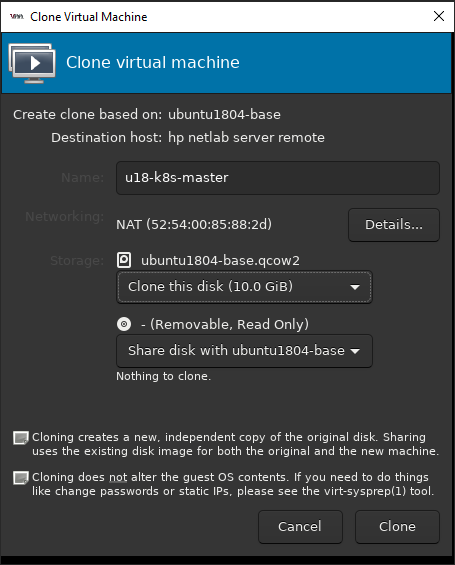 Clone Virtual Machine
Clone virtual machine
Create clone based on: ubuntu1804-base
Destination host: hp netlab server remote
Name: u18-k8s-master
Networking:
NAT (52:54:00:85:88:2d) Details...
Storage: ubuntu1804-base.qcow2
Clone this disk (10.0 GiB)
- (Removable, Read Only)
Share disk with ubuntu1804-base
Nothing to clone.
Cloning creates a new, independent copy of the original disk. Sharing
uses the existing disk image for both the original and the new machine.
Cloning does not alter the guest OS contents. If you need to do things
like change passwords or static IPs, please see the virt-sysprep(1) tool.
Cancel Clone